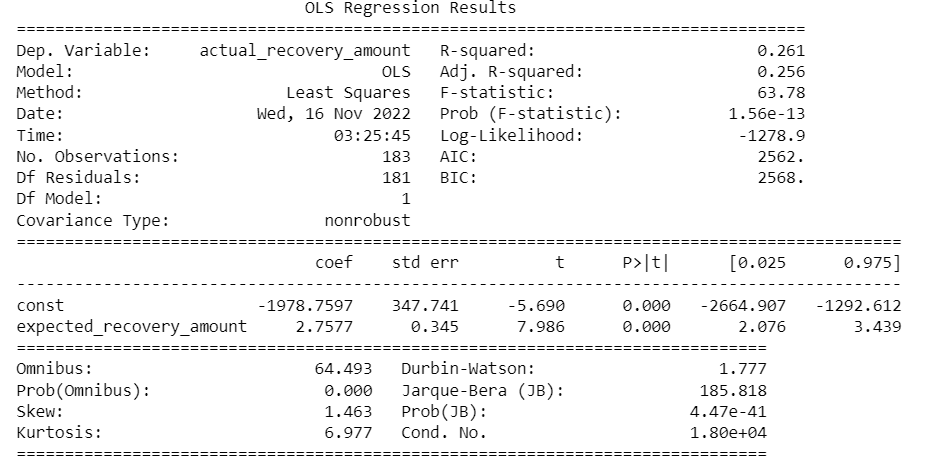 OLS Regression Results
==============================================================================
Dep. Variable: actual_recovery_amount R-squared: 0.261
Model: OLS Adj. R-squared: 0.256
Method: Least Squares F-statistic: 63.78
Date: Wed, 16 Nov 2022 Prob (F-statistic): 1.56e-13
Time: 03:25:45 Log-Likelihood: -1278.9
No. Observations: 183 AIC: 2562.
Df Residuals: 181 BIC: 2568.
Df Model: 1
Covariance Type: nonrobust
============================================================================================
coef std err t P>|t| [0.025 0.975]
--------------------------------------------------------------------------------------------
const -1978.7597 347.741 -5.690 0.000 -2664.907 -1292.612
expected_recovery_amount 2.7577 0.345 7.986 0.000 2.076 3.439
==============================================================================
Omnibus: 64.493 Durbin-Watson: 1.777
Prob(Omnibus): 0.000 Jarque-Bera (JB): 185.818
Skew: 1.463 Prob(JB): 4.47e-41
Kurtosis: 6.977 Cond. No. 1.80e+04
==============================================================================